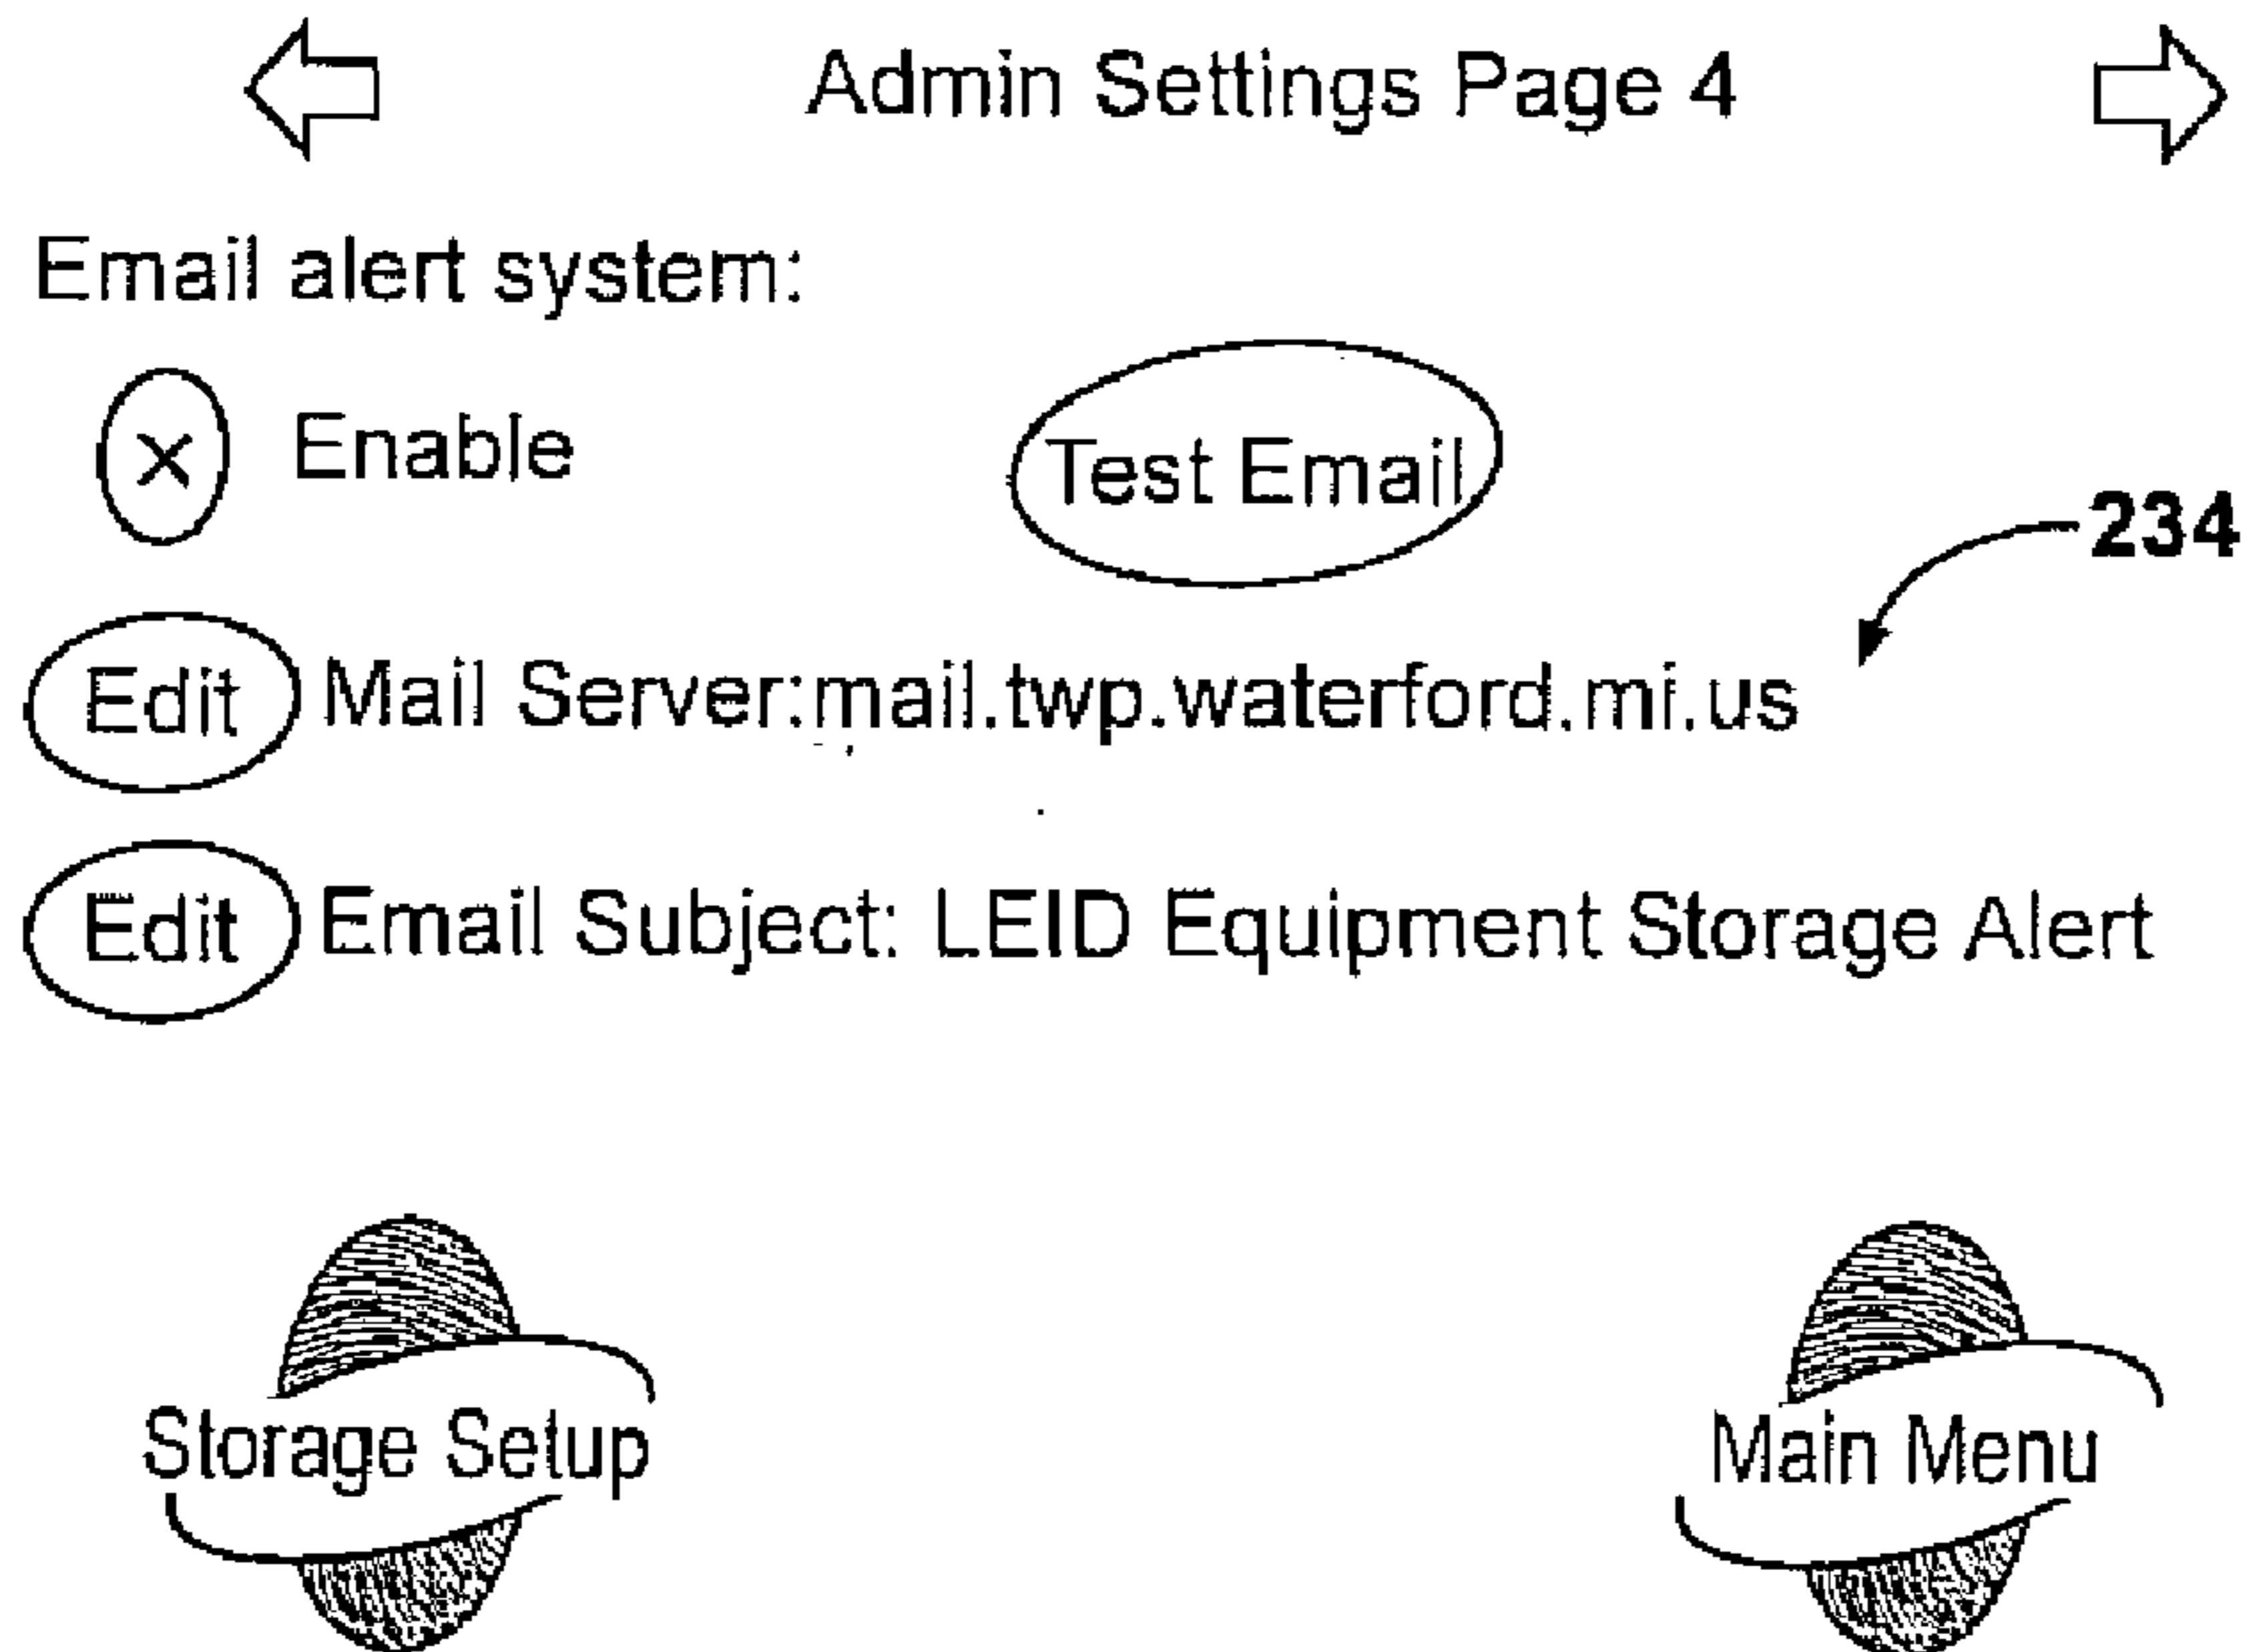 Admin Settings Page 4
Email alert system:
X Enable
Test Email
234
Edit Mail Server:mail.twp.waterford.mi.us
Edit Email Subject: LEID Equipment Storage Alert
Storage Setup
Main Menu